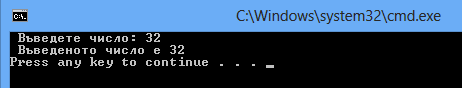 C:\Windows\system32\cmd.exe
Въведете число: 32
Въведеното число е 32
Press any key to continue . . . _